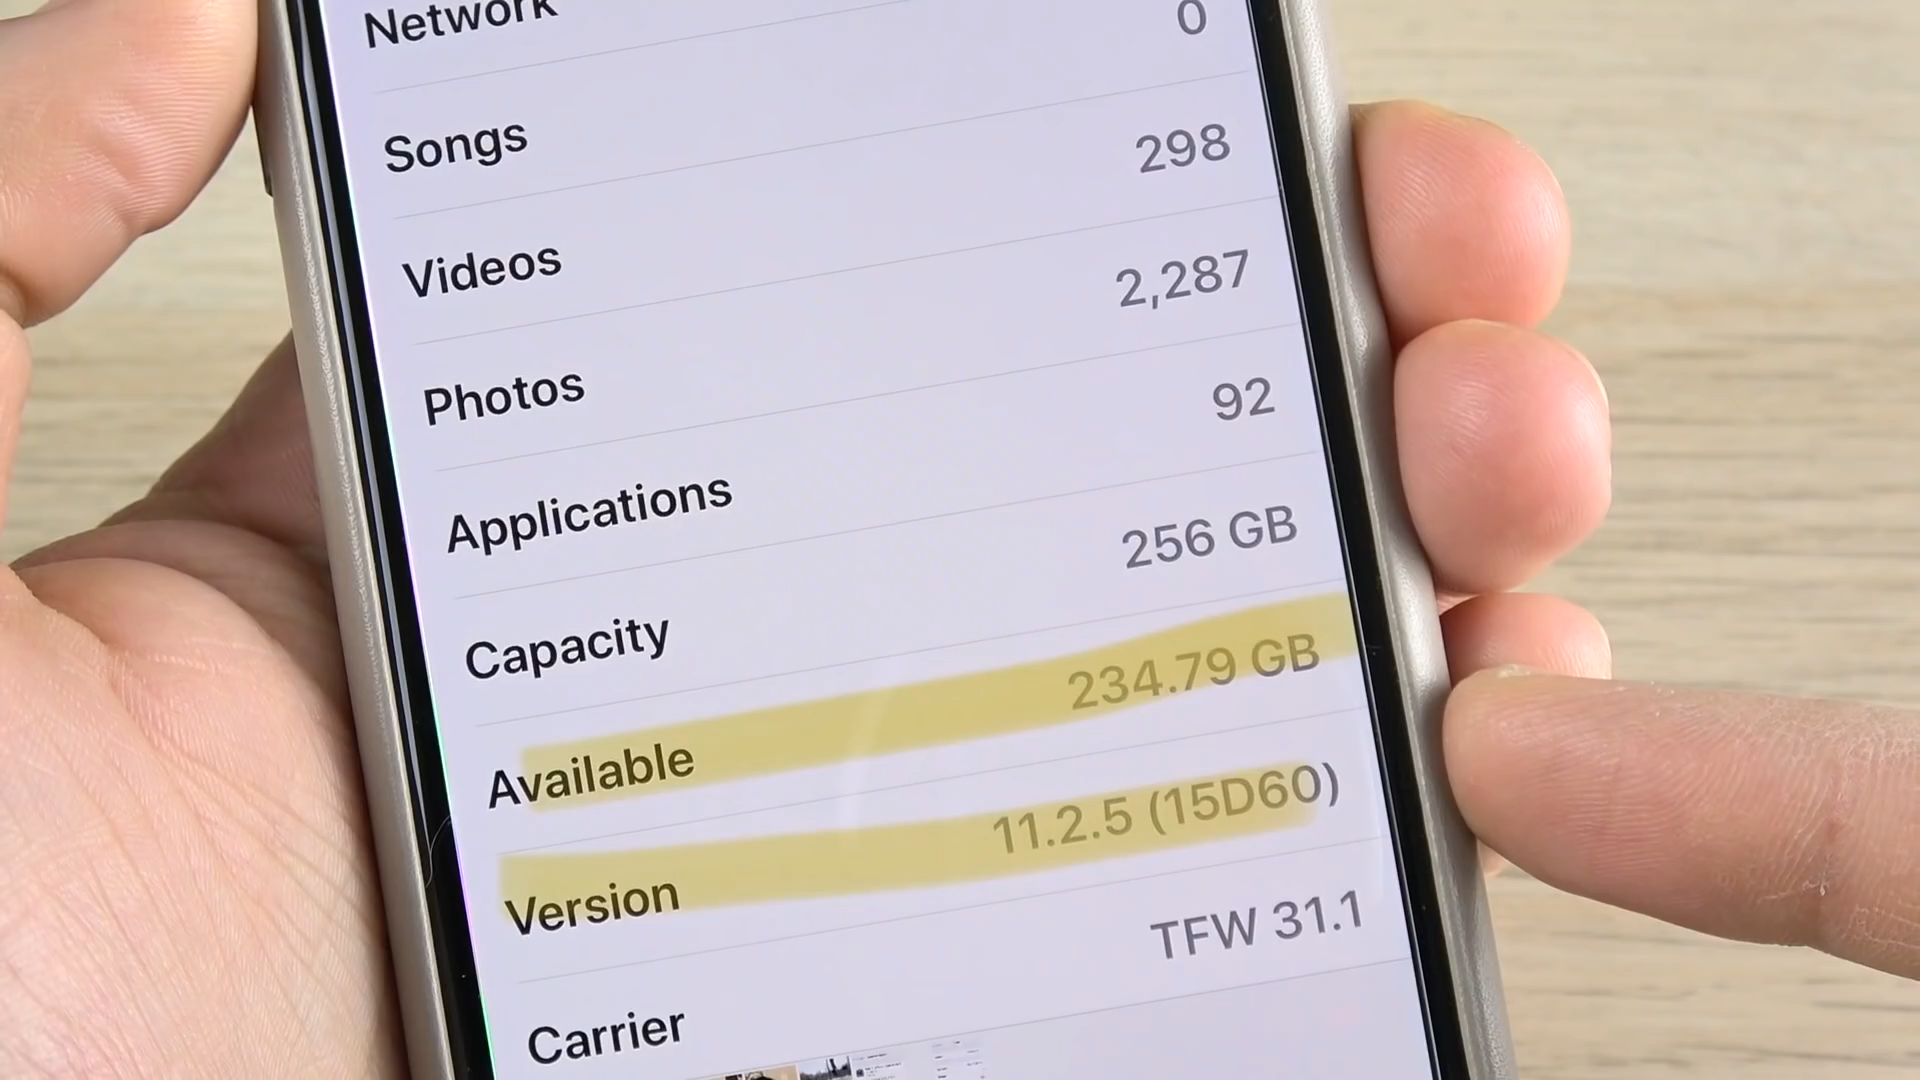 Network
Songs 0
Videos 298
Photos 2,287
Applications 92
Capacity 256 GB
Available 234.79 GB
Version 11.2.5 (15D60)
Carrier TFW 31.1